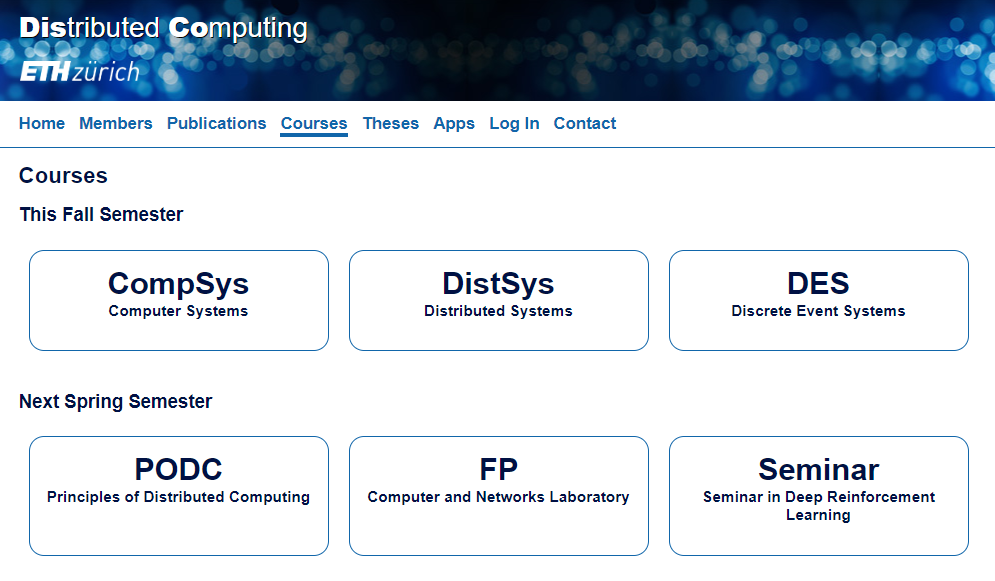 Distributed Computing
ETH zürich
Home Members Publications Courses Theses Apps Log In Contact
Courses
This Fall Semester
CompSys
Computer Systems
DistSys
Distributed Systems
DES
Discrete Event Systems
Next Spring Semester
PODC
Principles of Distributed Computing
FP
Computer and Networks Laboratory
Seminar
Seminar in Deep Reinforcement
Learning